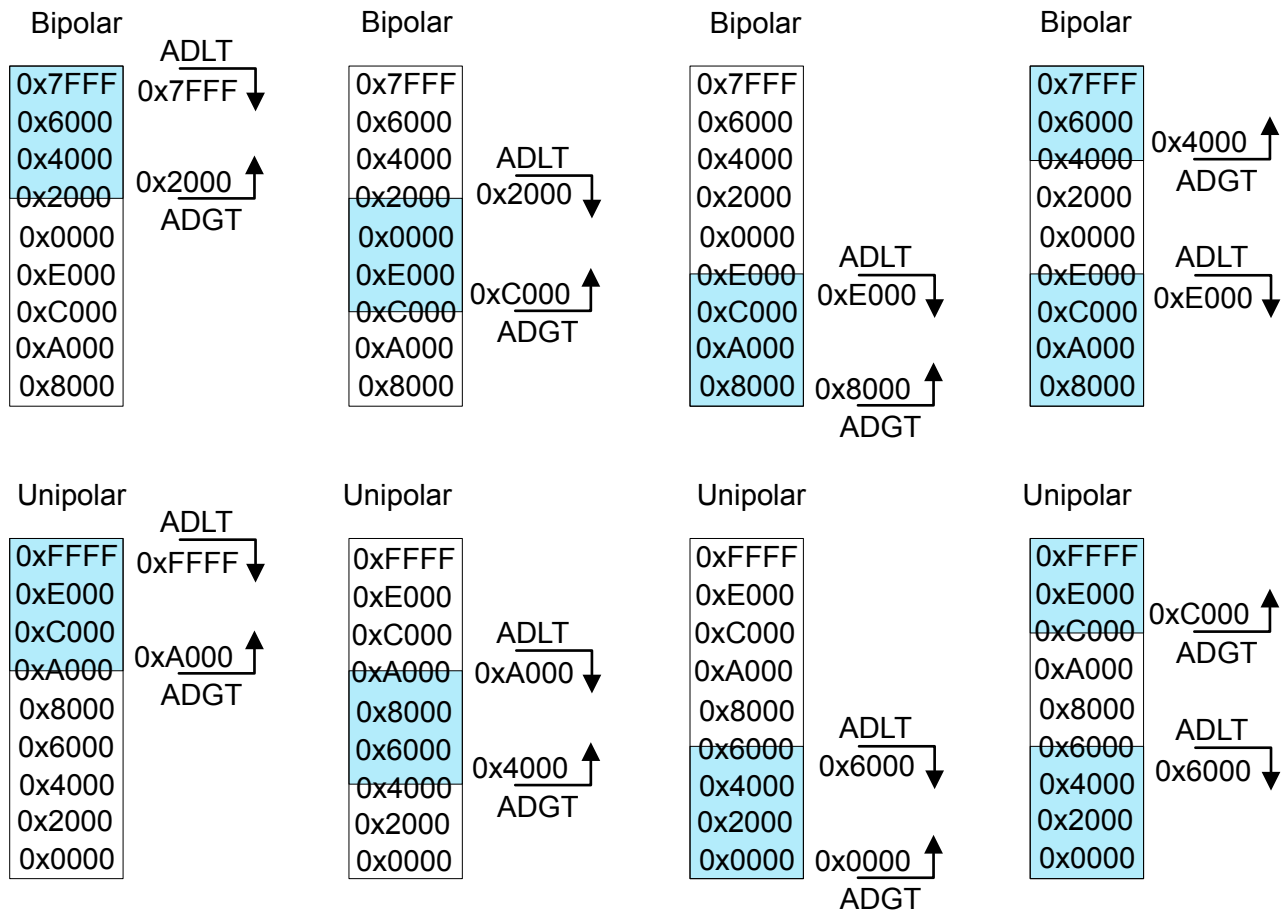 Bipolar
ADLT
0x7FFF
0x7FFF
0x6000
0x4000
0x2000
0x2000
ADGT
0x0000
0xE000
0xC000
0xA000
0x8000
Bipolar
0x7FFF
0x6000
0x4000
ADLT
0x2000
0x2000
0x0000
0xE000
0xC000
0xC000
ADGT
0xA000
0x8000
Bipolar
0x7FFF
0x6000
0x4000
0x2000
0x0000
ADLT
0xE000
0xE000
0xC000
0xA000
0x8000
0x8000
ADGT
Bipolar
0x7FFF
0x6000
0x4000
0x4000
ADGT
0x2000
0x0000
ADLT
0xE000
0xE000
0xC000
0xA000
0x8000
Unipolar
ADLT
0xFFFF
0xFFFF
0xE000
0xC000
0xA000
0xA000
ADGT
0x8000
0x6000
0x4000
0x2000
0x0000
Unipolar
0xFFFF
0xE000
0xC000
ADLT
0xA000
0xA000
0x8000
0x6000
0x4000
0x4000
ADGT
0x2000
0x0000
Unipolar
0xFFFF
0xE000
0xC000
0xA000
0x8000
ADLT
0x6000
0x6000
0x4000
0x2000
0x0000
0x0000
ADGT
Unipolar
0xFFFF
0xE000
0xC000
0xC000
ADGT
0xA000
0x8000
ADLT
0x6000
0x6000
0x4000
0x2000
0x0000